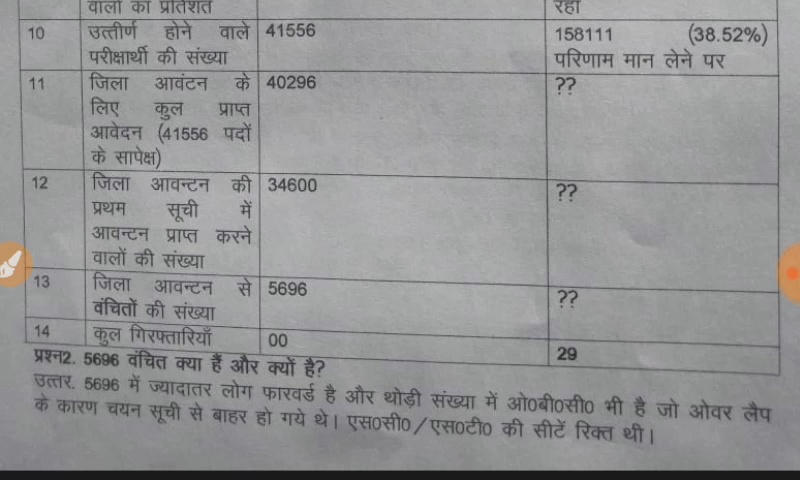 वालों का प्रतिशत
रहा
10 उत्तीर्ण होने वाले 41556 158111 (38.52%)
परीक्षार्थी की संख्या परिणाम मान लेने पर
11 जिला आवंटन के 40296 ??
लिए कुल प्राप्त
आवेदन (41556 पदों
के सापेक्ष)
12 जिला आवन्टन की 34600 ??
प्रथम सूची में
आवन्टन प्राप्त करने
वालों की संख्या
13 जिला आवन्टन से 5696 ??
वंचितों की संख्या
14 कुल गिरफ्तारियाँ 00 29
प्रश्न2. 5696 वंचित क्या हैं और क्यों है?
उत्तर. 5696 में ज्यादातर लोग फारवर्ड है और थोड़ी संख्या में ओ0बी0सी0 भी है जो ओवर लैप
के कारण चयन सूची से बाहर हो गये थे। एस0सी0/एस0टी0 की सीटें रिक्त थी।